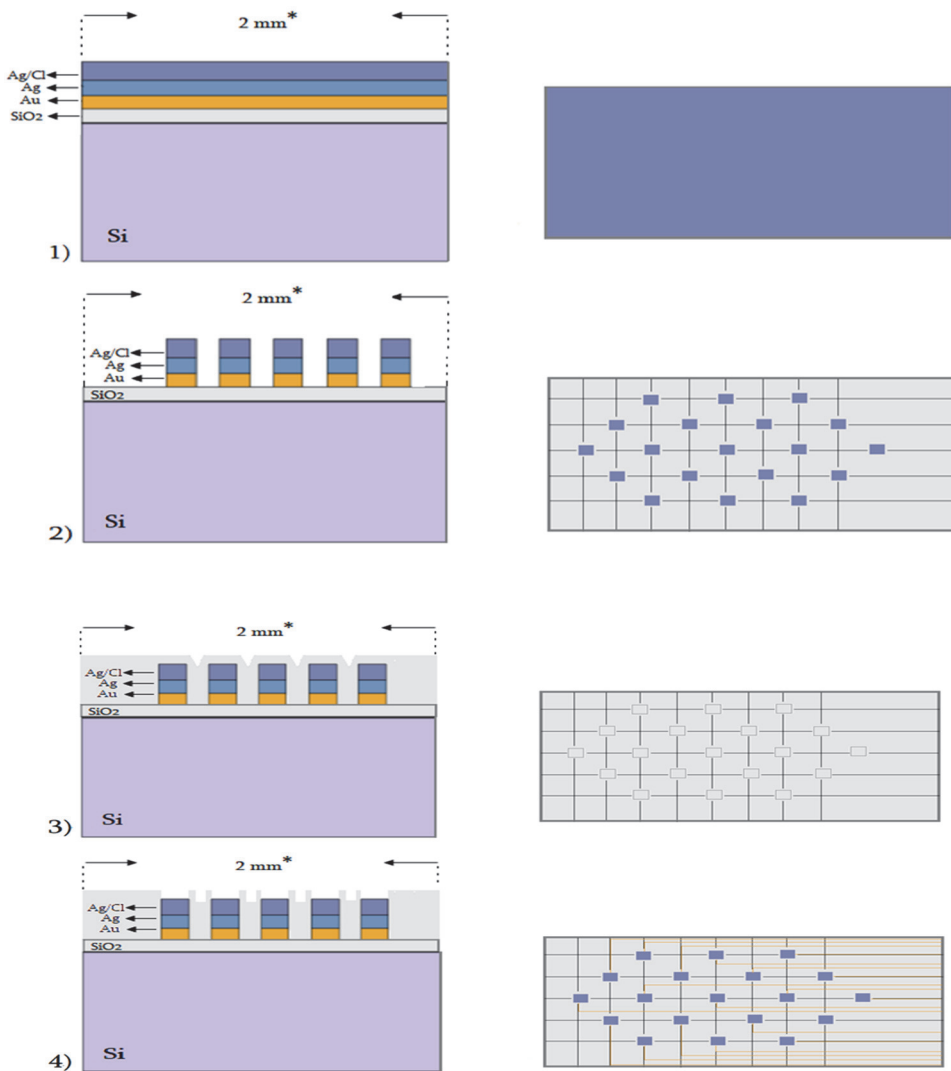 2 mm*
Ag/Cl
Ag
Au
SiO2
Si
1)
2 mm*
Ag/Cl
Ag
Au
SiO2
Si
2)
2 mm*
Ag/Cl
Ag
Au
SiO2
Si
3)
2 mm*
Ag/Cl
Ag
Au
SiO2
Si
4)